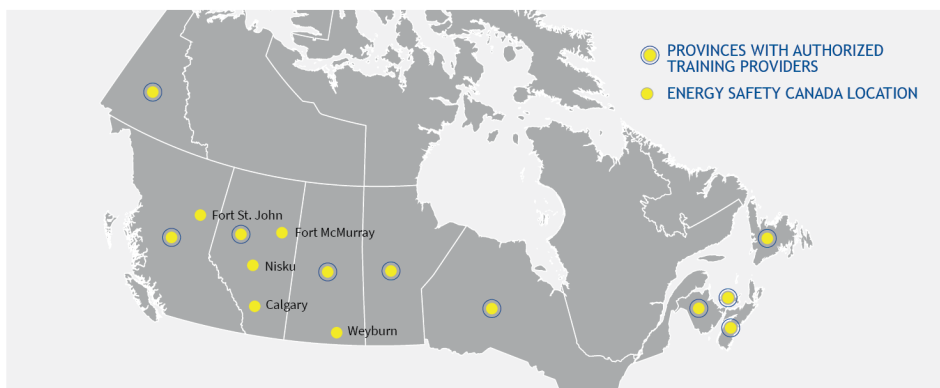 PROVINCES WITH AUTHORIZED
TRAINING PROVIDERS
ENERGY SAFETY CANADA LOCATION
Fort St. John
Fort McMurray
Nisku
Calgary
Weyburn